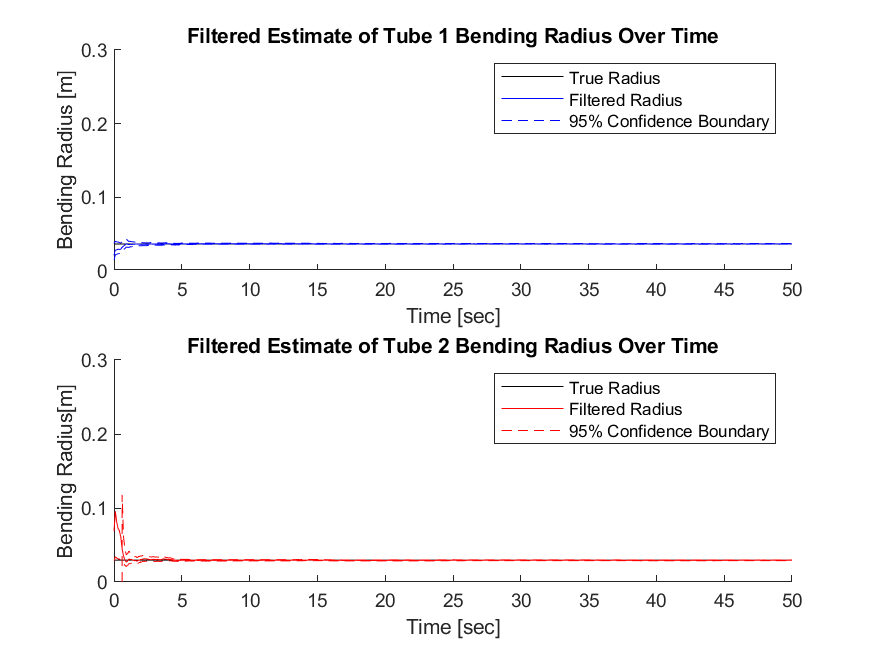 Filtered Estimate of Tube 1 Bending Radius Over Time
0.3
0.2
0.1
0
Bending Radius [m]
True Radius
Filtered Radius
95% Confidence Boundary
0 5 10 15 20 25 30 35 40 45 50
Time [sec]
Filtered Estimate of Tube 2 Bending Radius Over Time
0.3
0.2
0.1
0
Bending Radius[m]
True Radius
Filtered Radius
95% Confidence Boundary
0 5 10 15 20 25 30 35 40 45 50
Time [sec]